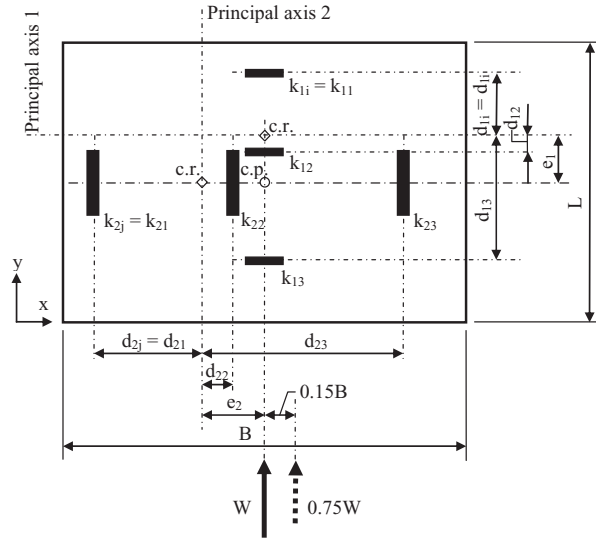 Principal axis 2
Principal axis 1
k1i = k11
d1i = d1i
d12
c.r.
k12
e1
c.r.
c.p.
d13
L
k2j = k21
k22
k23
k13
y
x
d2j = d21
d23
d22
e2
0.15B
B
W
0.75W